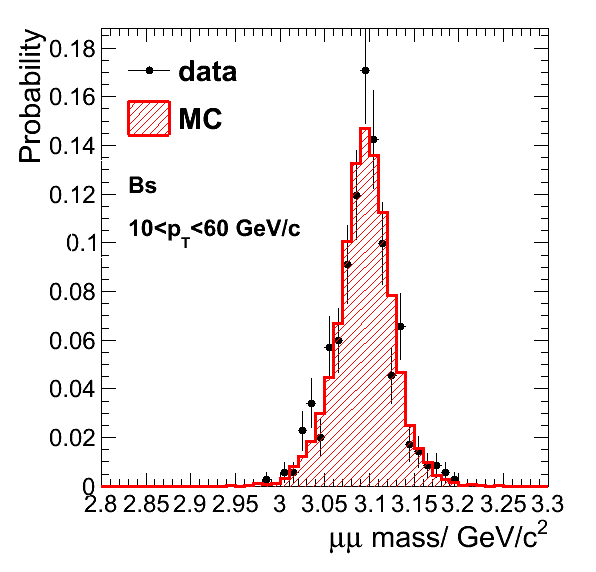 Probability
0.18
0.16
0.14
0.12
0.1
0.08
0.06
0.04
0.02
0
data
MC
Bs
10<p_T<60 GeV/c
2.8 2.85 2.9 2.95 3 3.05 3.1 3.15 3.2 3.25 3.3
μμ mass/ GeV/c²